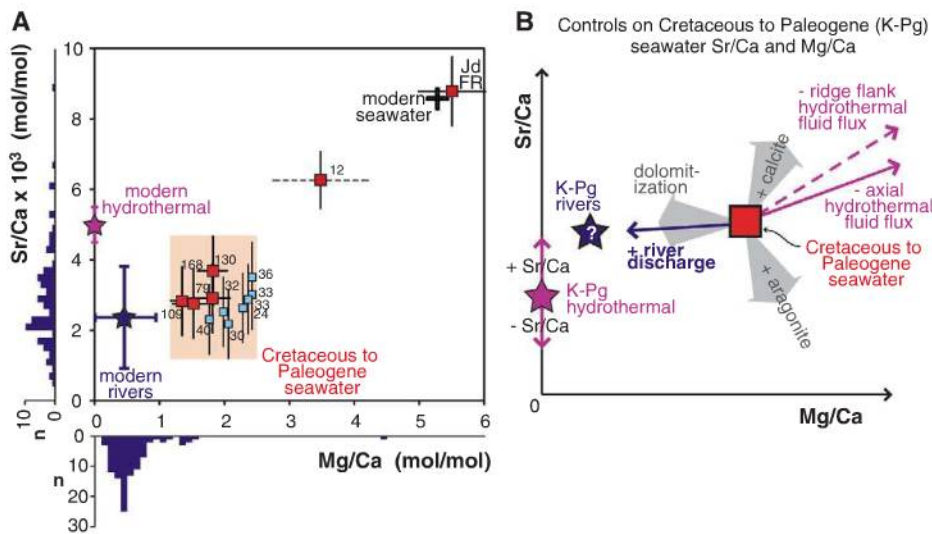 A
Sr/Ca x 10³ (mol/mol)
10
8
6
4
2
0
Jd
FR
modern
seawater
12
modern
hydrothermal
130
36
168
79
32
33
33
109
40
30
24
modern
rivers
Cretaceous to
Paleogene
seawater
0
1
2
3
4
5
6
Mg/Ca (mol/mol)
10
0
n
0
10
20
30
n
B
Controls on Cretaceous to Paleogene (K-Pg)
seawater Sr/Ca and Mg/Ca
Sr/Ca
- ridge flank
hydrothermal
fluid flux
+ calcite
dolomit-
ization
K-Pg
rivers
?
- axial
hydrothermal
fluid flux
+ river
discharge
Cretaceous to
Paleogene
seawater
+ Sr/Ca
K-Pg
hydrothermal
- Sr/Ca
+ aragonite
0
Mg/Ca